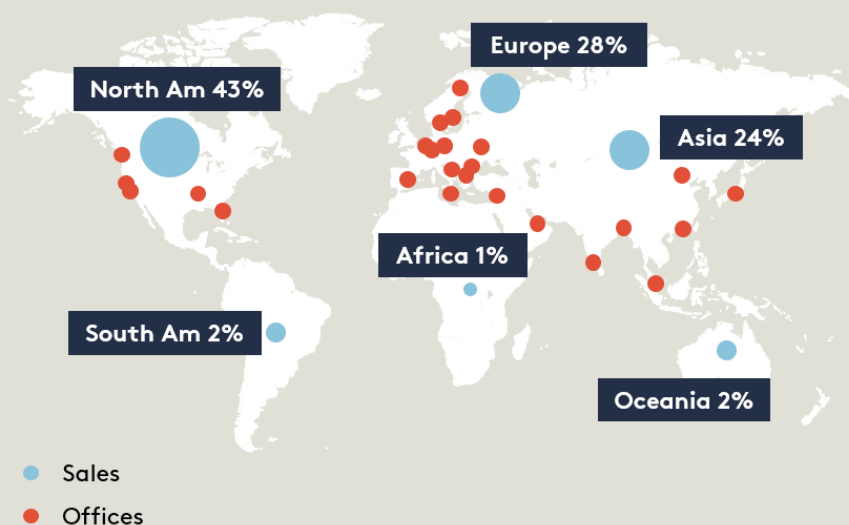 Europe 28%
North Am 43%
Asia 24%
Africa 1%
South Am 2%
Oceania 2%
Sales
Offices